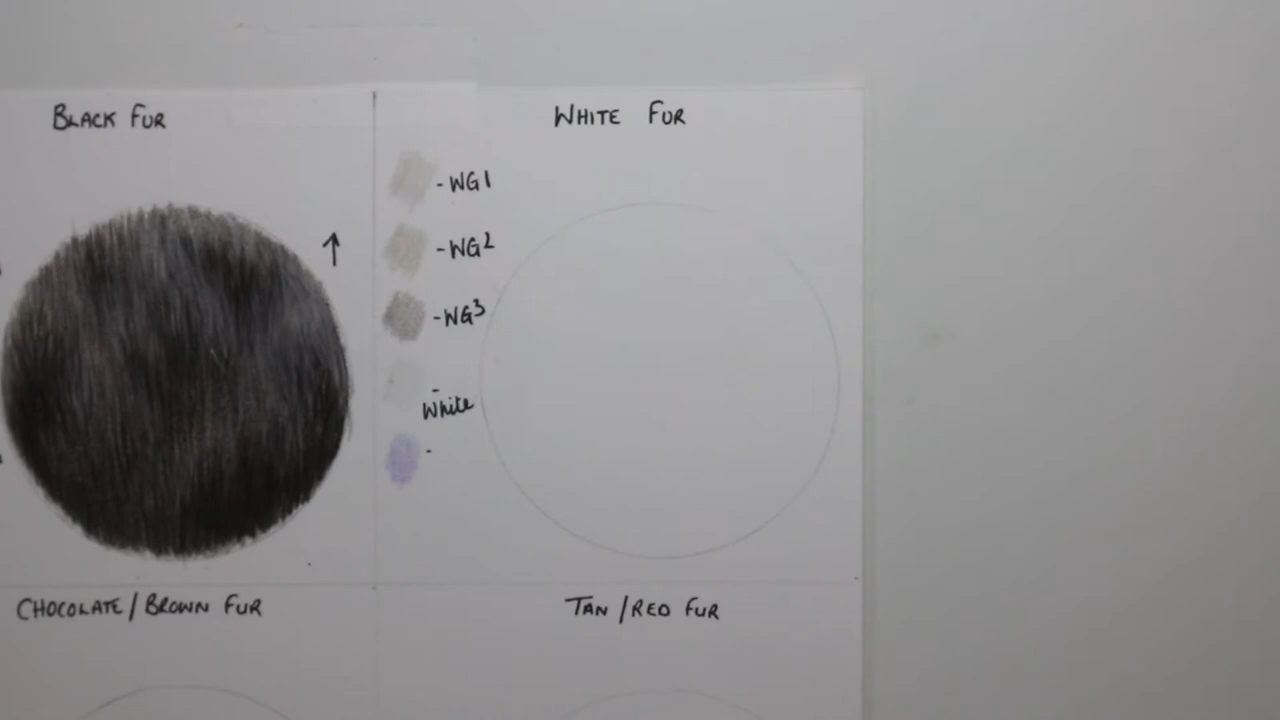 BLACK FUR
WHITE FUR
- WG1
- WG2
- WG3
- White
-
CHOCOLATE/BROWN FUR
TAN/RED FUR